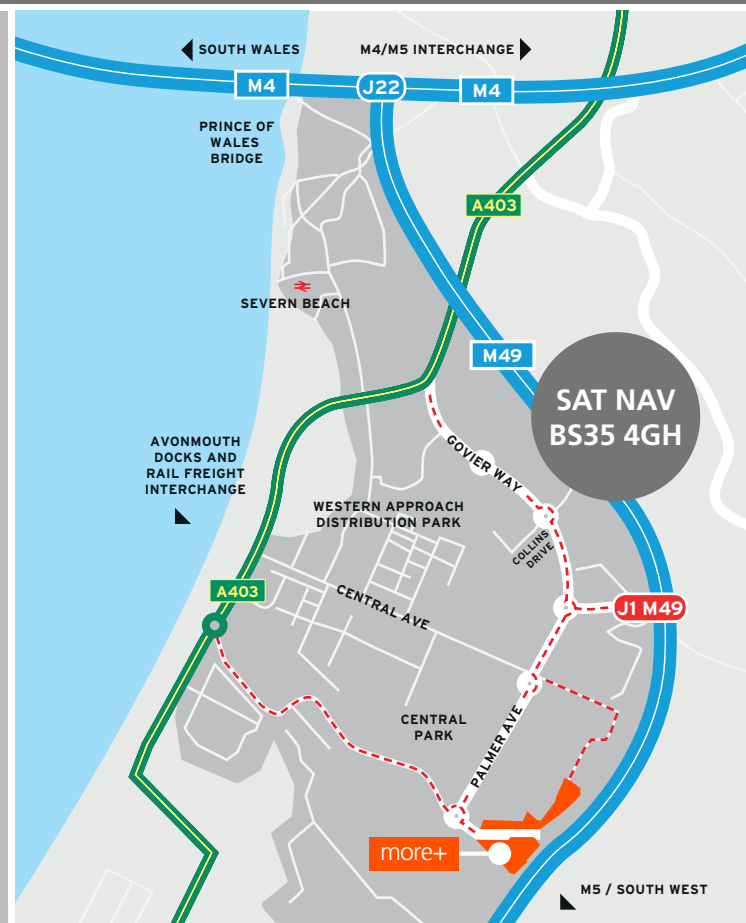 SOUTH WALES
M4/M5 INTERCHANGE
M4
J22
M4
PRINCE OF
WALES
BRIDGE
A403
SEVERN BEACH
M49
SAT NAV
BS35 4GH
AVONMOUTH
DOCKS AND
RAIL FREIGHT
INTERCHANGE
GOVIER WAY
WESTERN APPROACH
DISTRIBUTION PARK
COLLINS
DRIVE
A403
CENTRAL AVE
J1 M49
CENTRAL
PARK
PALMER AVE
more+
M5 / SOUTH WEST